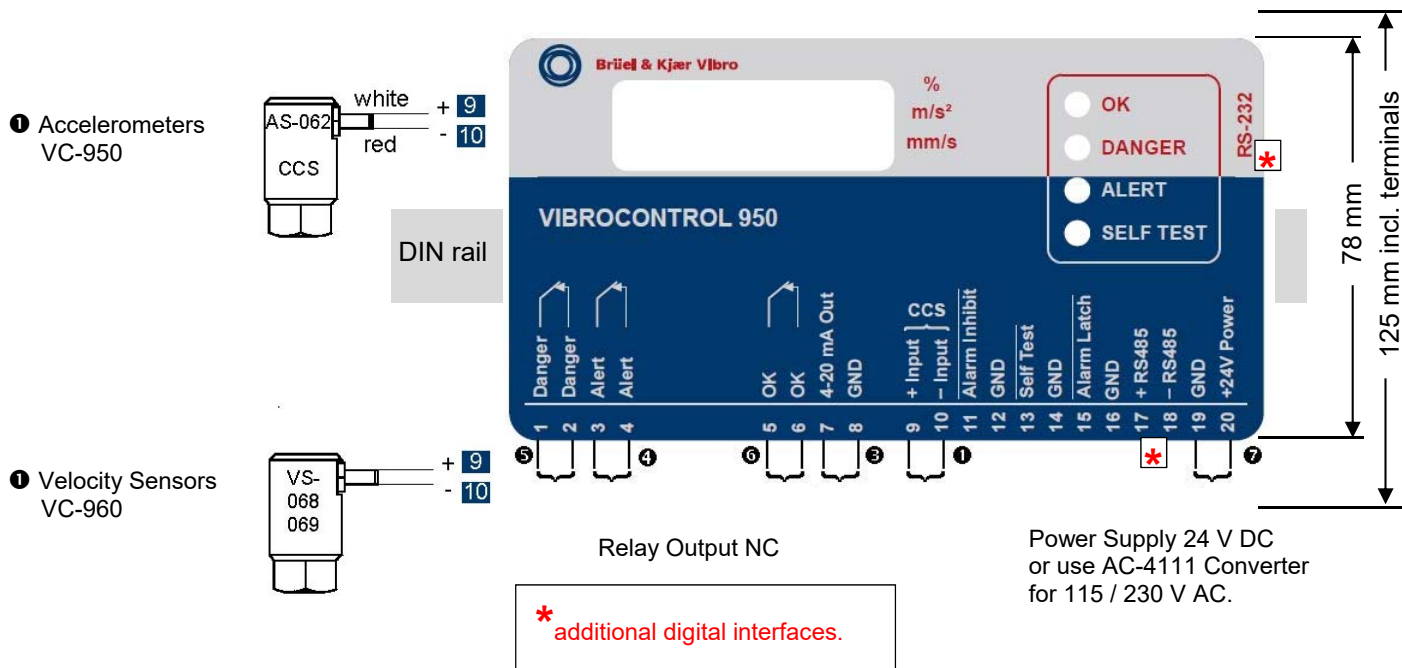 ❶ Accelerometers
VC-950
AS-062
CCS
white
red
+ 9
- 10
DIN rail
Brüel & Kjær Vibro
%
m/s²
mm/s
OK
DANGER
ALERT
SELF TEST
RS-232
*
VIBROCONTROL 950
Danger
Danger
Alert
Alert
OK
OK
4-20 mA Out
GND
CCS
+ Input
– Input
Alarm Inhibit
GND
Self Test
GND
Alarm Latch
GND
+ RS485
– RS485
GND
+24V Power
1 2 3 4 5 6 7 8 9 10 11 12 13 14 15 16 17 18 19 20
❺ ❹ ❻ ❸ ❶ * ❼
78 mm
125 mm incl. terminals
❶ Velocity Sensors
VC-960
VS-
068
069
+ 9
- 10
Relay Output NC
Power Supply 24 V DC
or use AC-4111 Converter
for 115 / 230 V AC.
* additional digital interfaces.